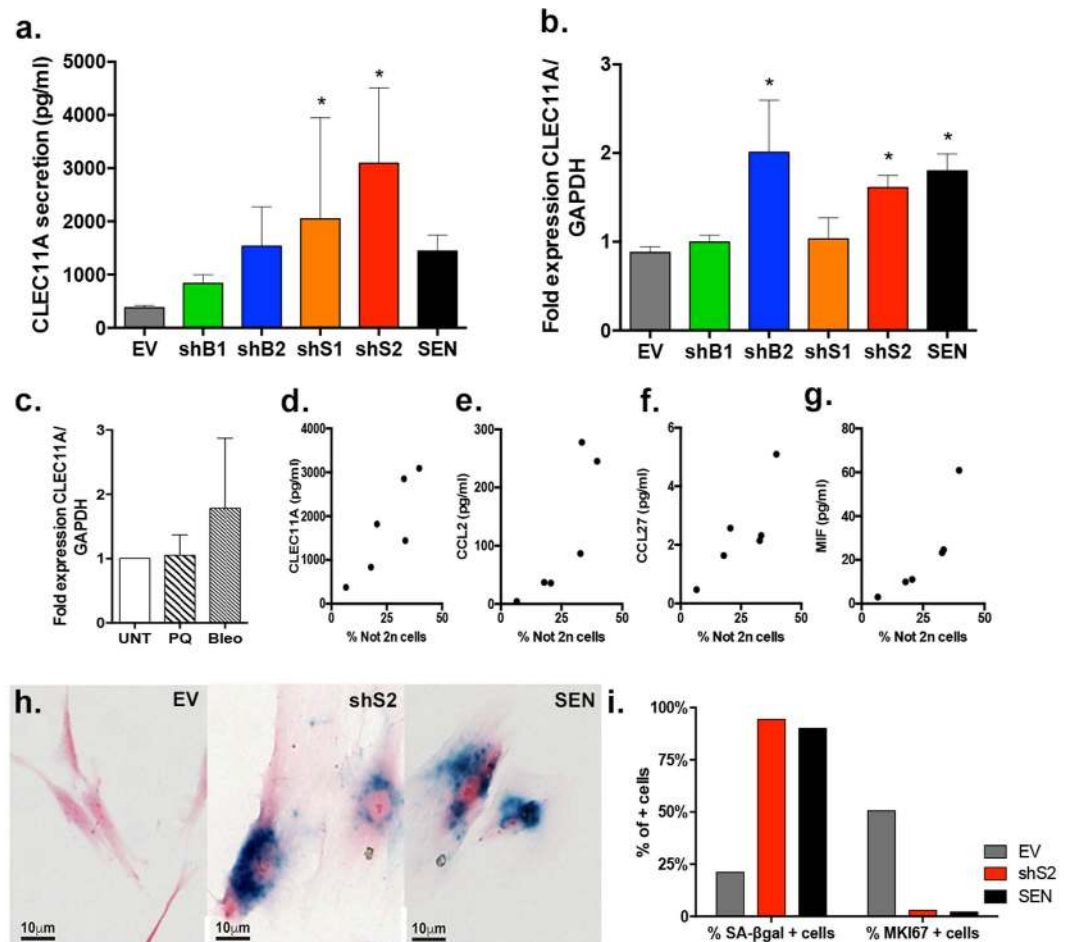 a.
CLEC11A secretion (pg/ml)
5000
4000
3000
2000
1000
0
*
*
EV shB1 shB2 shS1 shS2 SEN
b.
Fold expression CLEC11A/
GAPDH
3
2
1
0
*
*
*
EV shB1 shB2 shS1 shS2 SEN
c.
Fold expression CLEC11A/
GAPDH
3
2
1
0
UNT PQ Bleo
d.
CLEC11A (pg/ml)
4000
3000
2000
1000
0
0 25 50
% Not 2n cells
e.
CCL2 (pg/ml)
300
200
100
0
0 25 50
% Not 2n cells
f.
CCL27 (pg/ml)
6
4
2
0
0 25 50
% Not 2n cells
g.
MIF (pg/ml)
80
60
40
20
0
0 25 50
% Not 2n cells
h.
EV
10µm
shS2
10µm
SEN
10µm
i.
% of + cells
100%
75%
50%
25%
0
% SA-βgal + cells % MKI67 + cells
EV
shS2
SEN